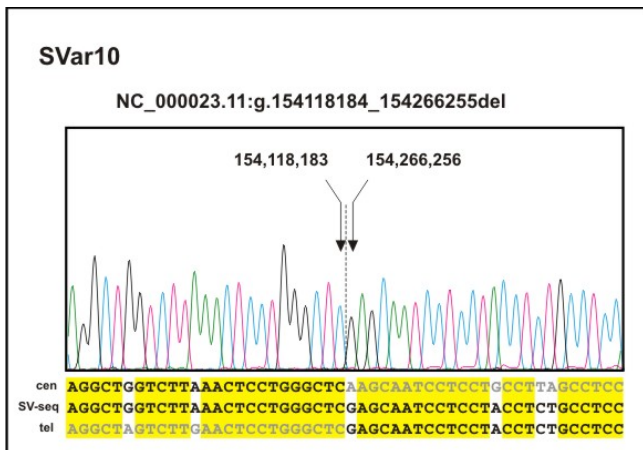 SVar10
NC_000023.11:g.154118184_154266255del
154,118,183 154,266,256
cen AGGCTGGTCTTAAACTCCTGGGCTCAAGCAATCCTCCTGCCTTAGCCTCC
SV-seq AGGCTGGTCTTAAACTCCTGGGCTCGAGCAATCCTCCTACCTCTGCCTCC
tel AGGCTAGTCTTGAACTCCTGGGCTCGAGCAATCCTCCTACCTCTGCCTCC